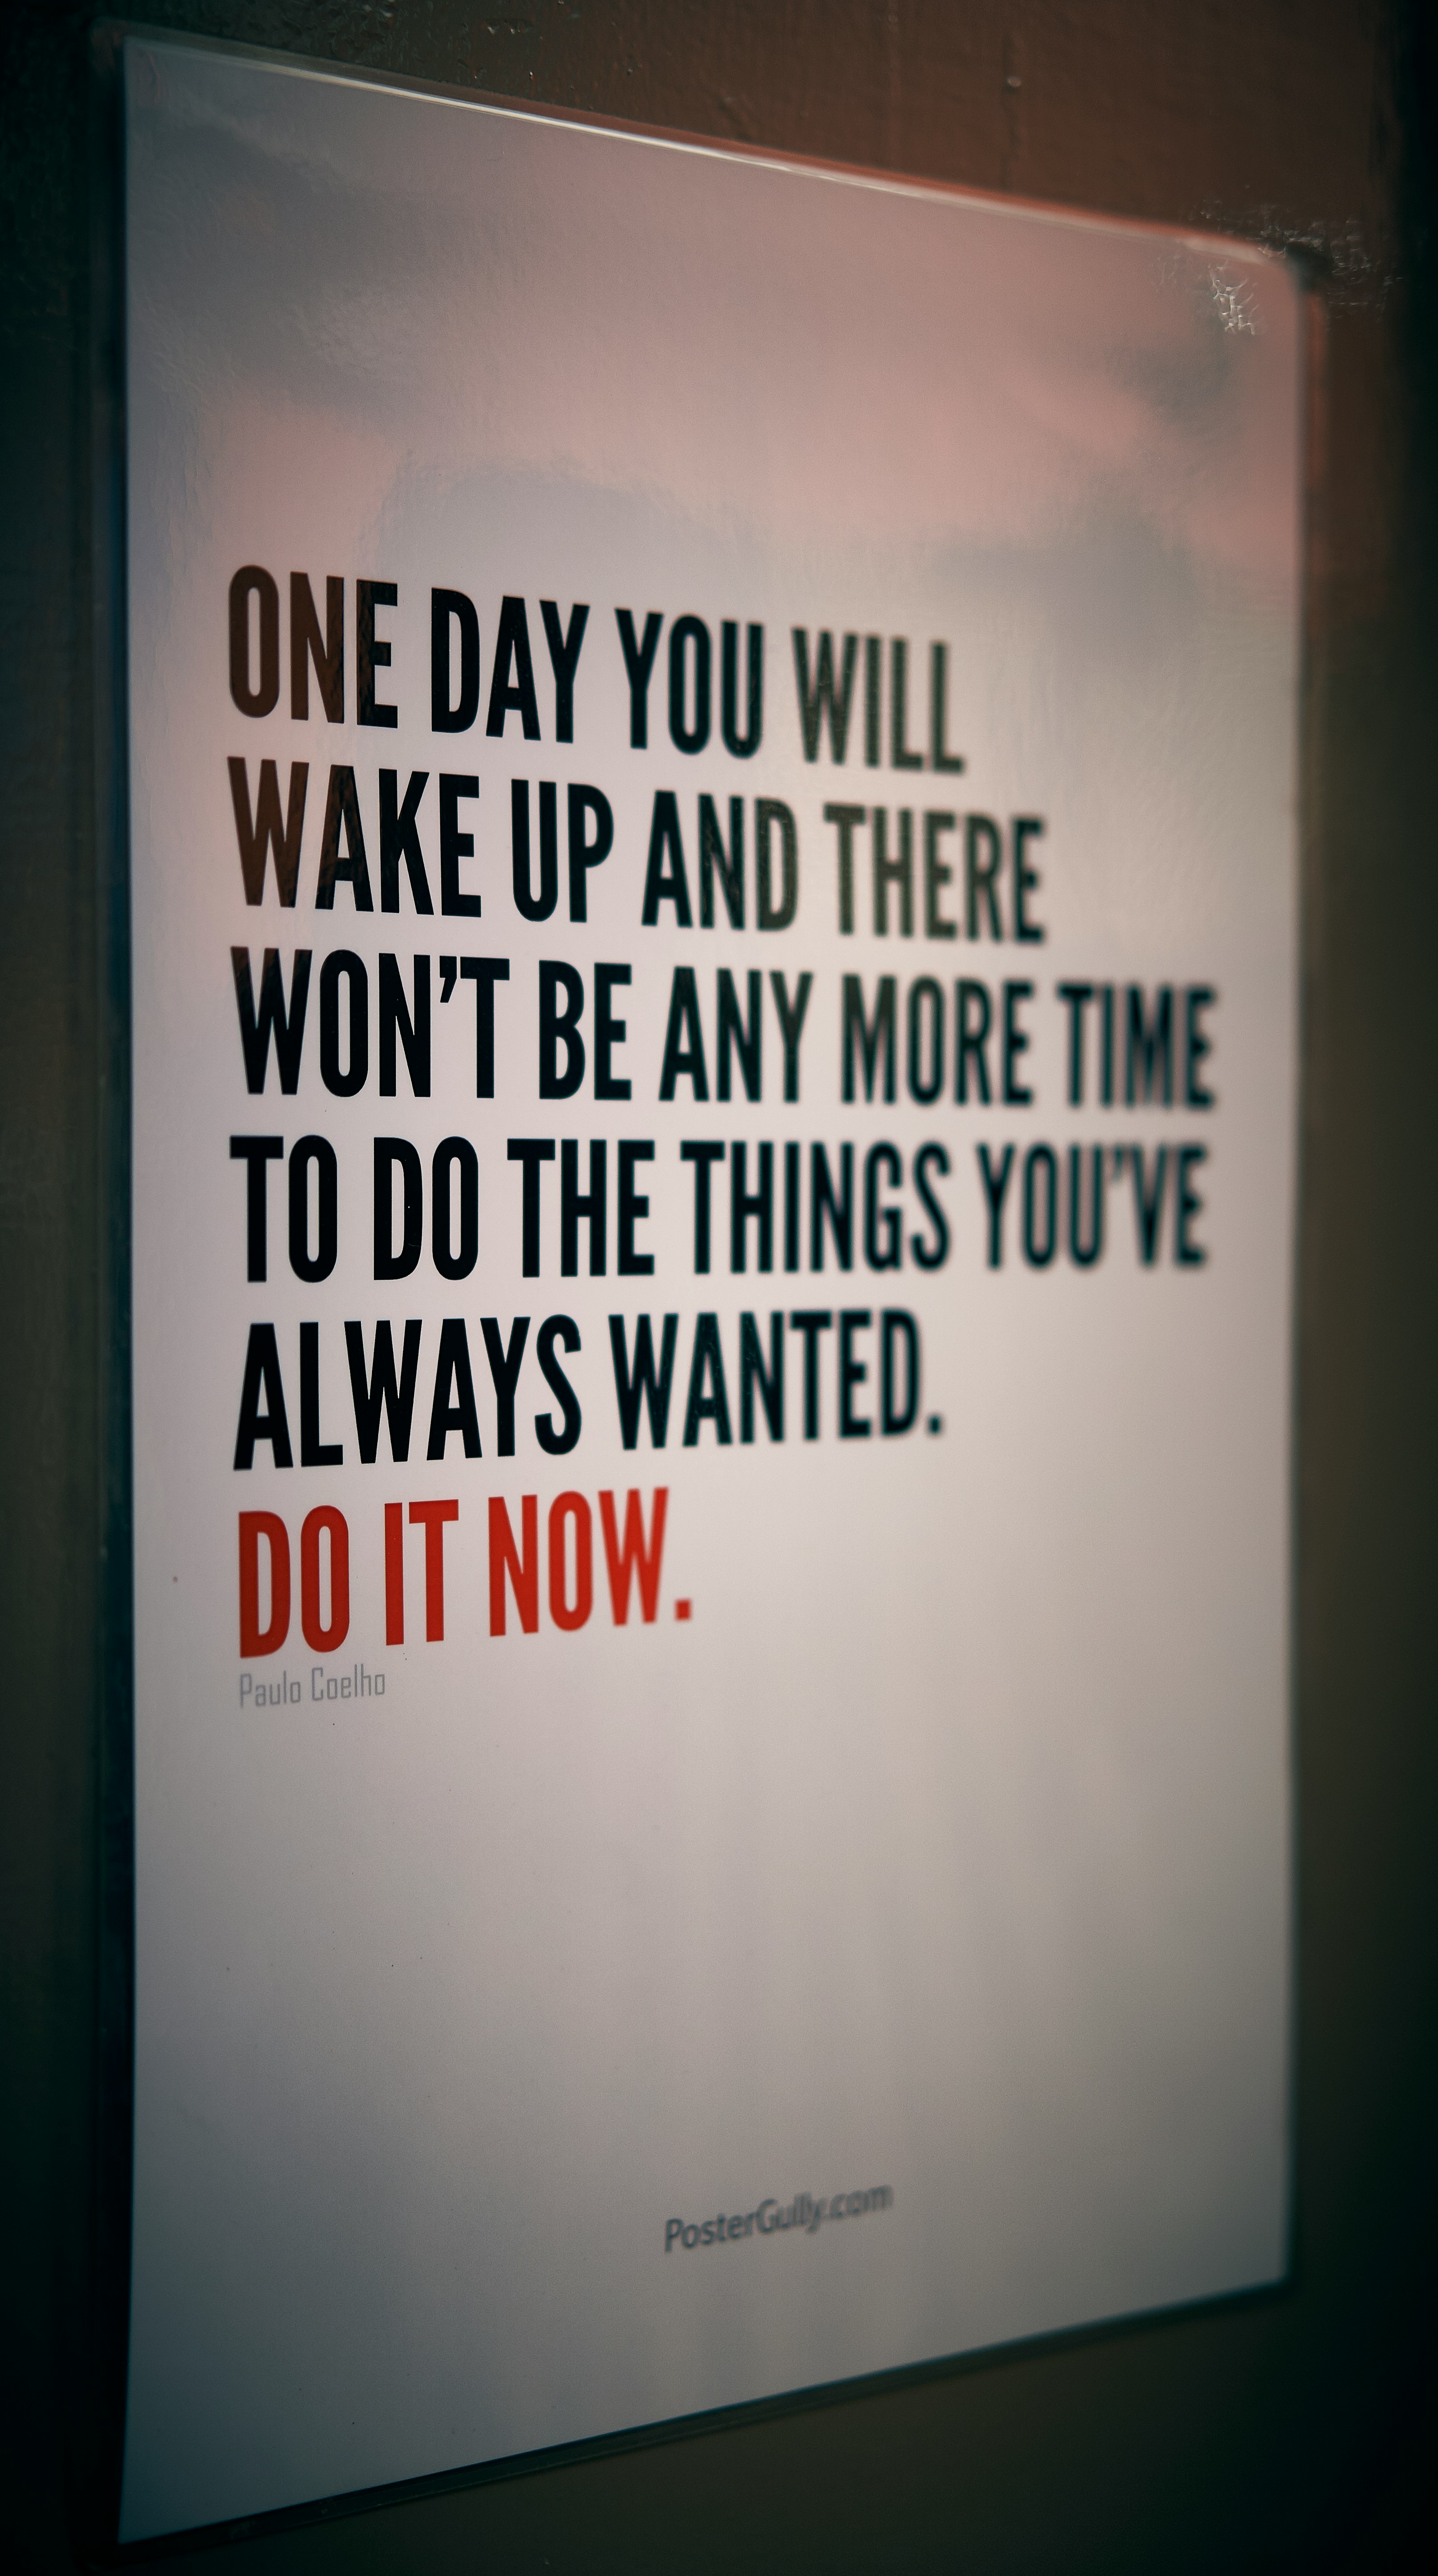 ONE DAY YOU WILL
WAKE UP AND THERE
WON'T BE ANY MORE TIME
TO DO THE THINGS YOU'VE
ALWAYS WANTED.
DO IT NOW.
Paulo Coelho
PosterGully.com